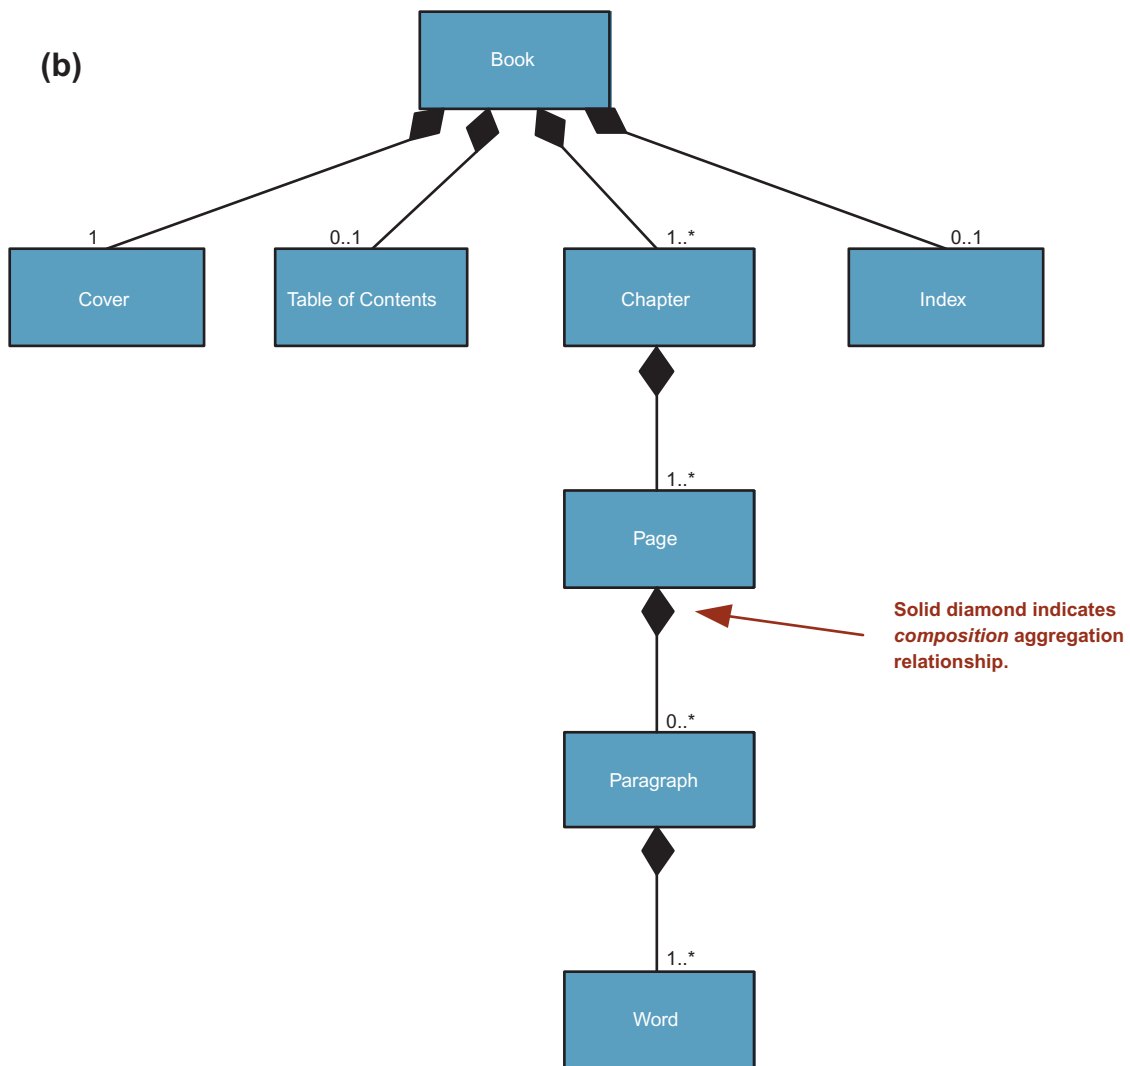 (b)
Book
1
0..1
1..*
0..1
Cover
Table of Contents
Chapter
Index
1..*
Page
Solid diamond indicates
composition aggregation
relationship.
0..*
Paragraph
1..*
Word